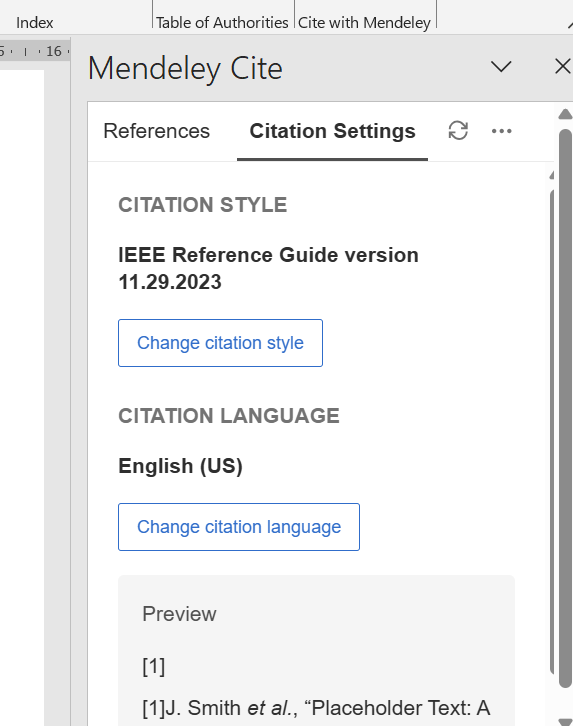 Index Table of Authorities Cite with Mendeley
5 16
Mendeley Cite
References Citation Settings
CITATION STYLE
IEEE Reference Guide version
11.29.2023
Change citation style
CITATION LANGUAGE
English (US)
Change citation language
Preview
[1]
[1]J. Smith et al., “Placeholder Text: A